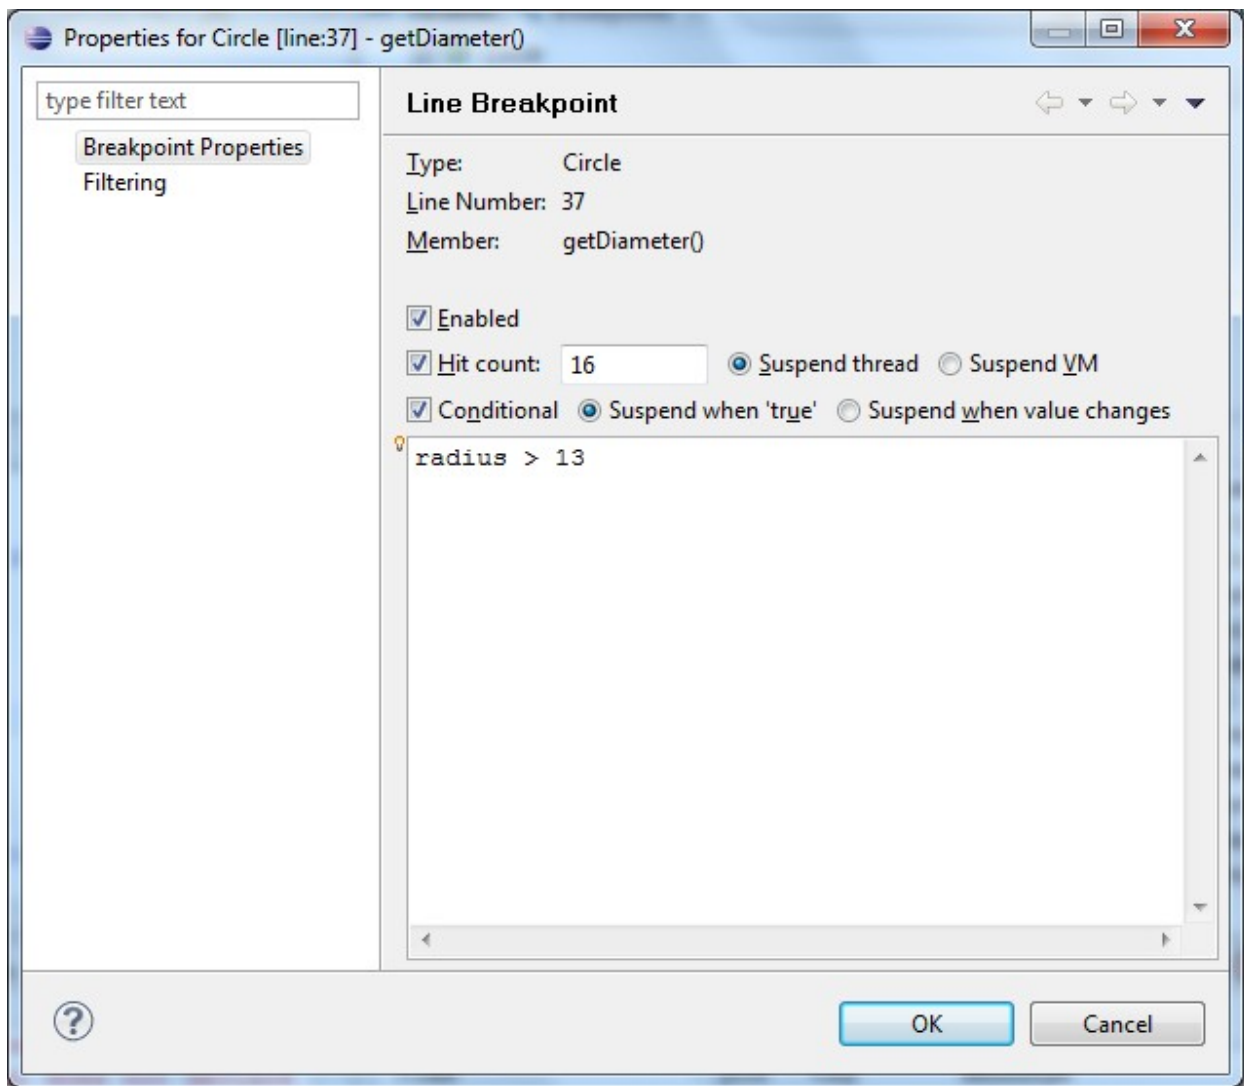 Properties for Circle [line:37] - getDiameter()
type filter text
Breakpoint Properties
Filtering
Line Breakpoint
Type: Circle
Line Number: 37
Member: getDiameter()
Enabled
Hit count: 16 Suspend thread Suspend VM
Conditional Suspend when 'true' Suspend when value changes
radius > 13
OK Cancel